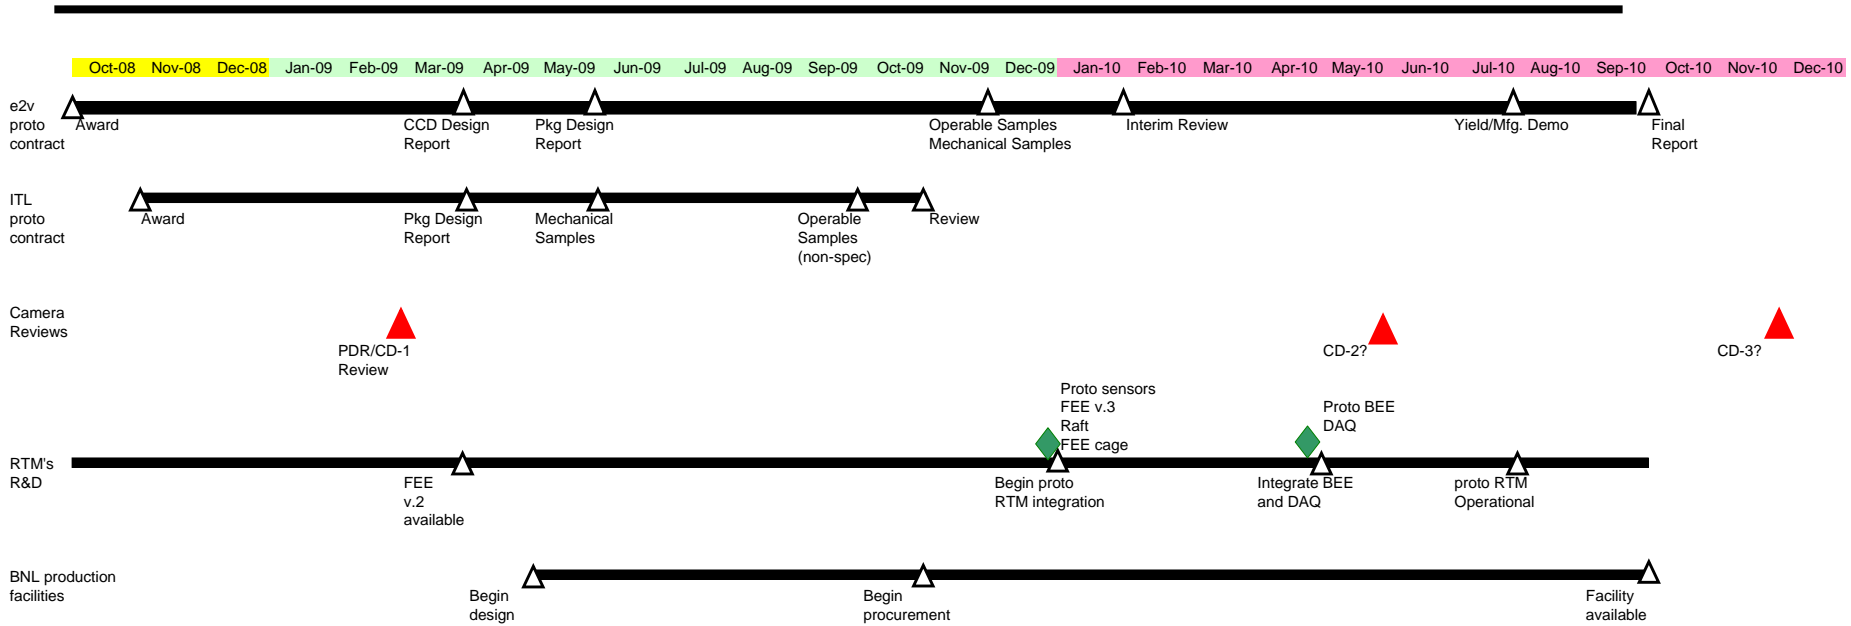 Oct-08 Nov-08 Dec-08 Jan-09 Feb-09 Mar-09 Apr-09 May-09 Jun-09 Jul-09 Aug-09 Sep-09 Oct-09 Nov-09 Dec-09 Jan-10 Feb-10 Mar-10 Apr-10 May-10 Jun-10 Jul-10 Aug-10 Sep-10 Oct-10 Nov-10 Dec-10
e2v
proto
contract
Award
CCD Design
Report
Pkg Design
Report
Operable Samples
Mechanical Samples
Interim Review
Yield/Mfg. Demo
Final
Report
ITL
proto
contract
Award
Pkg Design
Report
Mechanical
Samples
Operable
Samples
(non-spec)
Review
Camera
Reviews
PDR/CD-1
Review
CD-2?
CD-3?
Proto sensors
FEE v.3
Raft
FEE cage
Proto BEE
DAQ
RTM's
R&D
FEE
v.2
available
Begin proto
RTM integration
Integrate BEE
and DAQ
proto RTM
Operational
BNL production
facilities
Begin
design
Begin
procurement
Facility
available